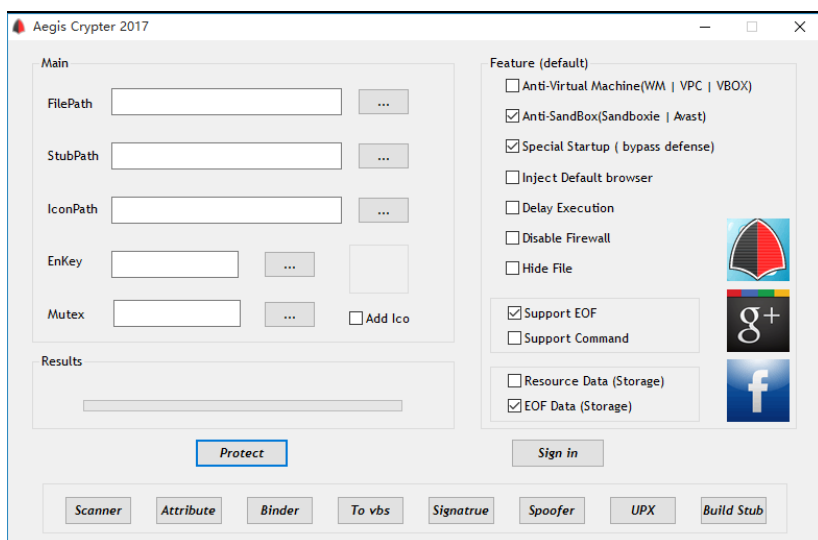 Aegis Crypter 2017
Main
FilePath
...
StubPath
...
IconPath
...
EnKey
...
Mutex
...
Add Ico
Results
Protect
Feature (default)
Anti-Virtual Machine(WM | VPC | VBOX)
Anti-SandBox(Sandboxie | Avast)
Special Startup ( bypass defense)
Inject Default browser
Delay Execution
Disable Firewall
Hide File
Support EOF
Support Command
Resource Data (Storage)
EOF Data (Storage)
g+
f
Sign in
Scanner
Attribute
Binder
To vbs
Signatrue
Spoofer
UPX
Build Stub